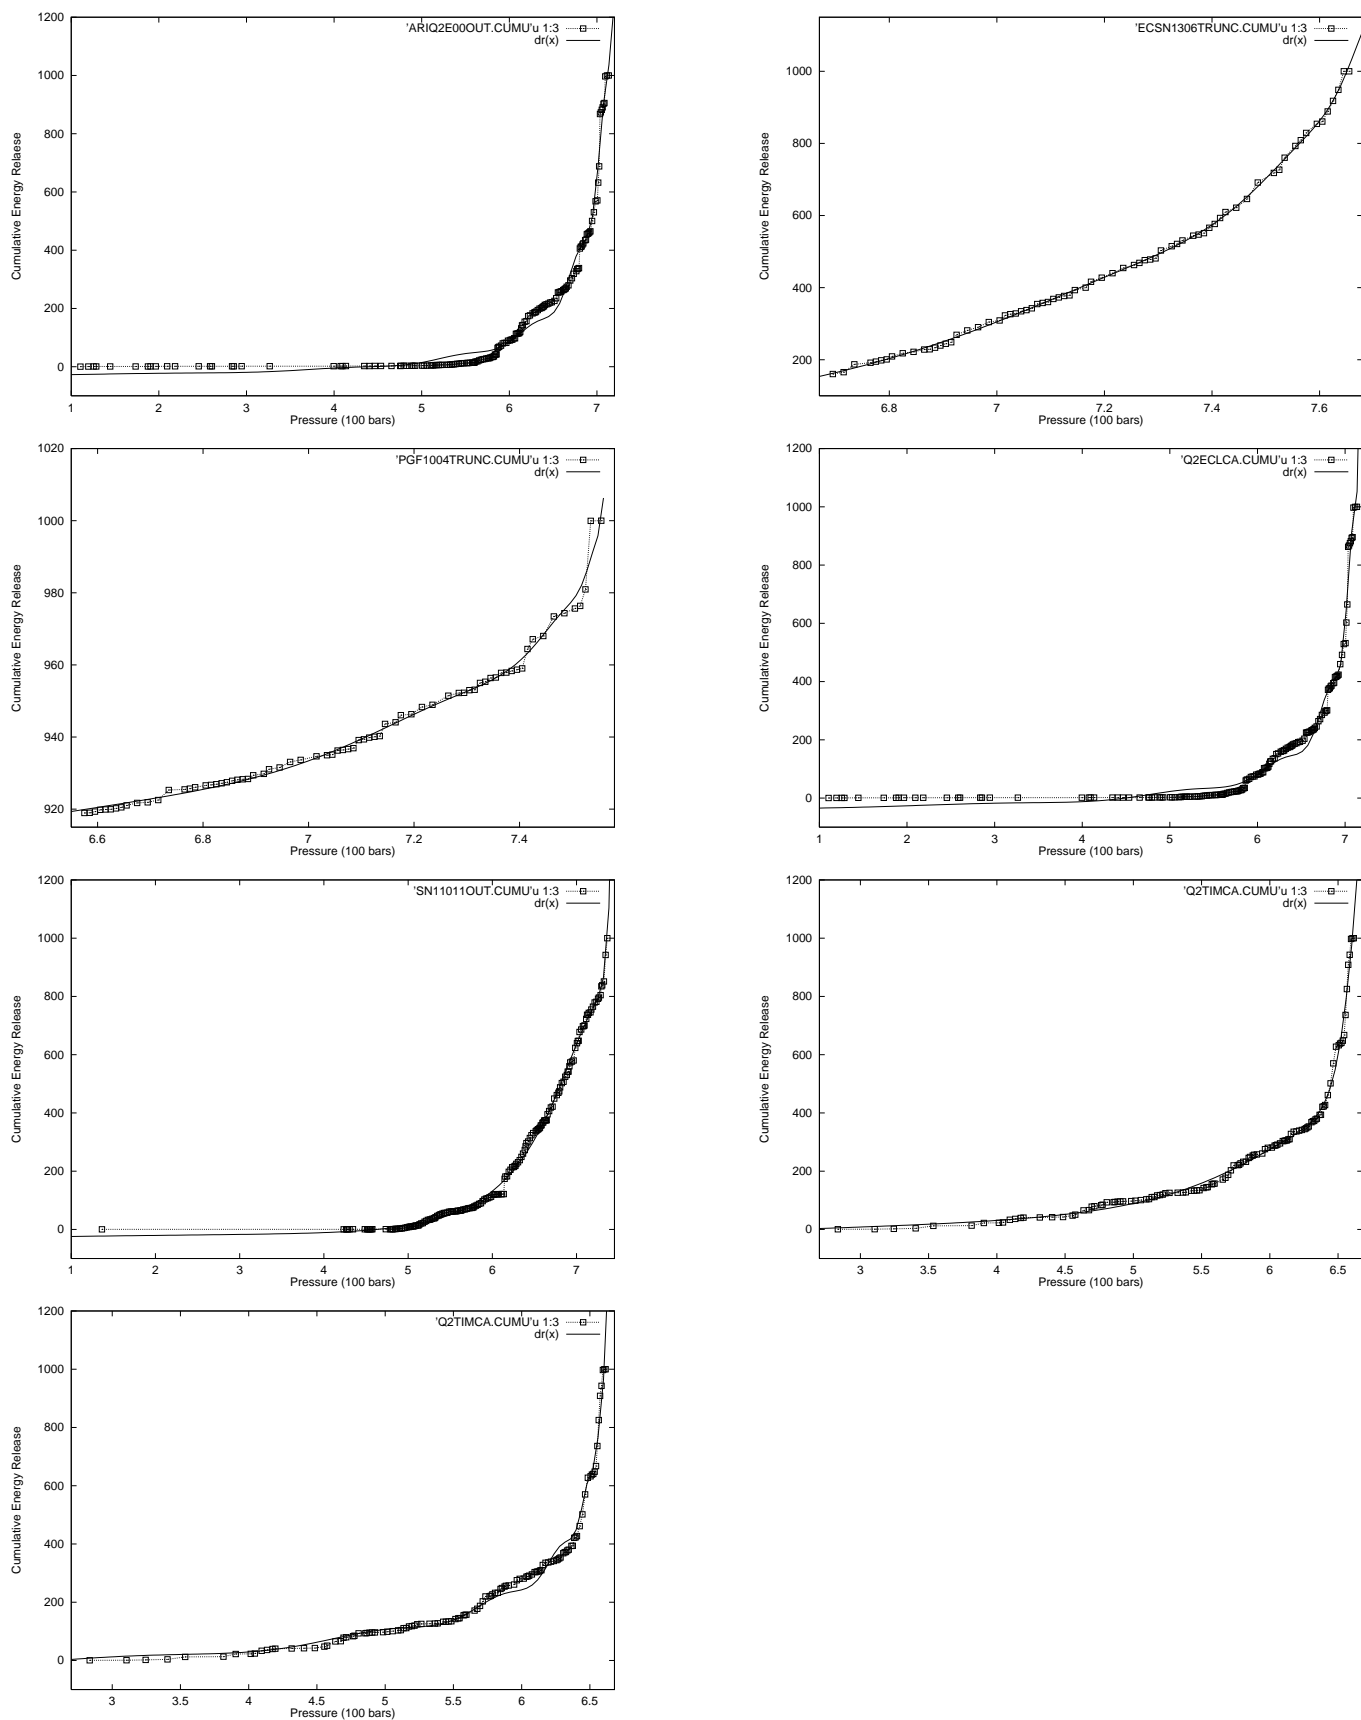 1200
'ARIQ2E00OUT.CUMU'u 1:3
dr(x)
1000
800
600
400
200
0
Cumulative Energy Relaese
1 2 3 4 5 6 7
Pressure (100 bars)
'ECSN1306TRUNC.CUMU'u 1:3
dr(x)
1000
800
600
400
200
Cumulative Energy Release
6.8 7 7.2 7.4 7.6
Pressure (100 bars)
1020
'PGF1004TRUNC.CUMU'u 1:3
dr(x)
1000
980
960
940
920
Cumulative Energy Release
6.6 6.8 7 7.2 7.4
Pressure (100 bars)
1200
'Q2ECLCA.CUMU'u 1:3
dr(x)
1000
800
600
400
200
0
Cumulative Energy Release
1 2 3 4 5 6 7
Pressure (100 bars)
1200
'SN11011OUT.CUMU'u 1:3
dr(x)
1000
800
600
400
200
0
Cumulative Energy Release
1 2 3 4 5 6 7
Pressure (100 bars)
1200
'Q2TIMCA.CUMU'u 1:3
dr(x)
1000
800
600
400
200
0
Cumulative Energy Release
3 3.5 4 4.5 5 5.5 6 6.5
Pressure (100 bars)
1200
'Q2TIMCA.CUMU'u 1:3
dr(x)
1000
800
600
400
200
0
Cumulative Energy Release
3 3.5 4 4.5 5 5.5 6 6.5
Pressure (100 bars)